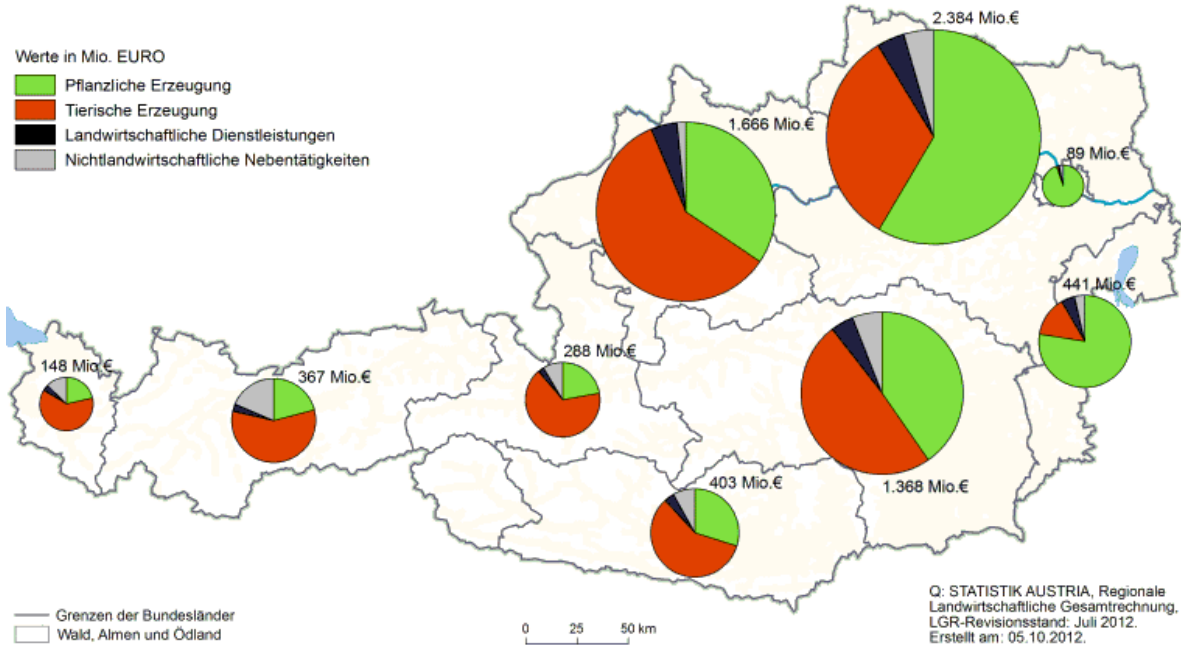 2.384 Mio.€
Werte in Mio. EURO
Pflanzliche Erzeugung
Tierische Erzeugung
Landwirtschaftliche Dienstleistungen
Nichtlandwirtschaftliche Nebentätigkeiten
1.666 Mio.€
89 Mio.€
441 Mio.€
288 Mio.€
148 Mio.€
367 Mio.€
403 Mio.€
1.368 Mio.€
Grenzen der Bundesländer
Wald, Almen und Ödland
0 25 50 km
Q: STATISTIK AUSTRIA, Regionale
Landwirtschaftliche Gesamtrechnung,
LGR-Revisionsstand: Juli 2012.
Erstellt am: 05.10.2012.